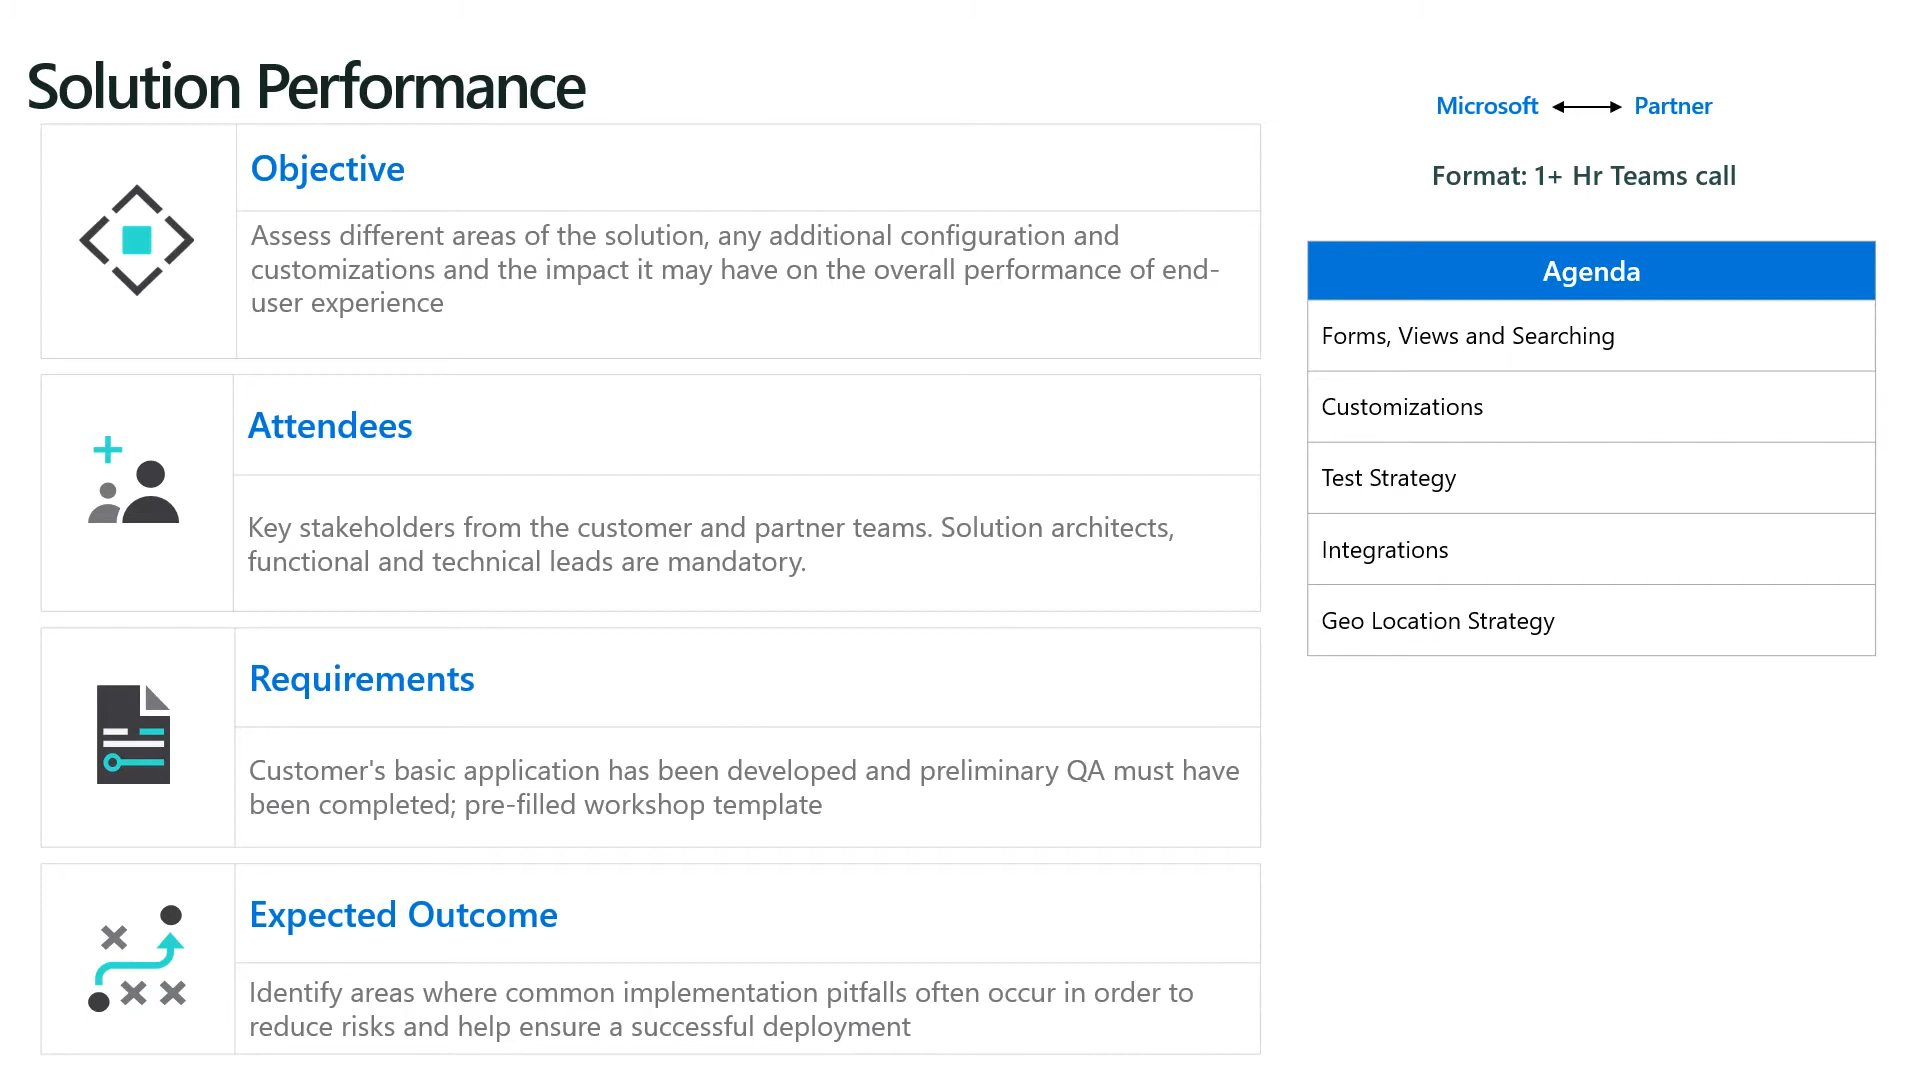 Solution Performance
Microsoft Partner
Format: 1+ Hr Teams call
Objective
Assess different areas of the solution, any additional configuration and
customizations and the impact it may have on the overall performance of end-
user experience
Attendees
Key stakeholders from the customer and partner teams. Solution architects,
functional and technical leads are mandatory.
Requirements
Customer's basic application has been developed and preliminary QA must have
been completed; pre-filled workshop template
Expected Outcome
Identify areas where common implementation pitfalls often occur in order to
reduce risks and help ensure a successful deployment
Agenda
Forms, Views and Searching
Customizations
Test Strategy
Integrations
Geo Location Strategy